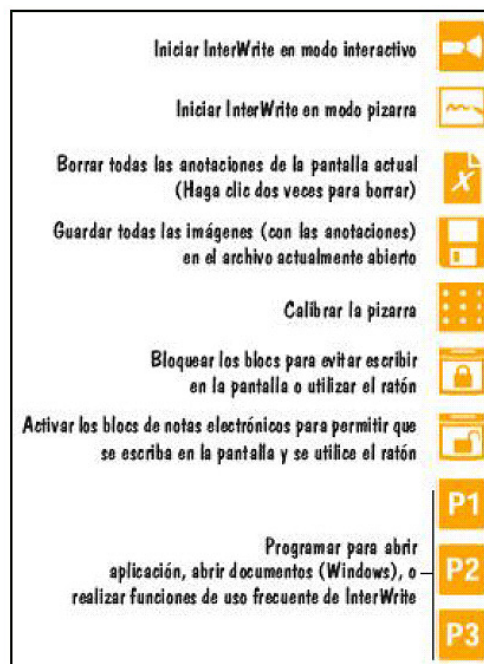 Iniciar InterWrite en modo interactivo
Iniciar InterWrite en modo pizarra
Borrar todas las anotaciones de la pantalla actual
(Haga clic dos veces para borrar)
X
Guardar todas las imágenes (con las anotaciones)
en el archivo actualmente abierto
Calibrar la pizarra
Bloquear los blocs para evitar escribir
en la pantalla o utilizar el ratón
Activar los blocs de notas electrónicos para permitir que
se escriba en la pantalla y se utilice el ratón
P1
Programar para abrir
aplicación, abrir documentos (Windows), o
realizar funciones de uso frecuente de InterWrite
P2
P3